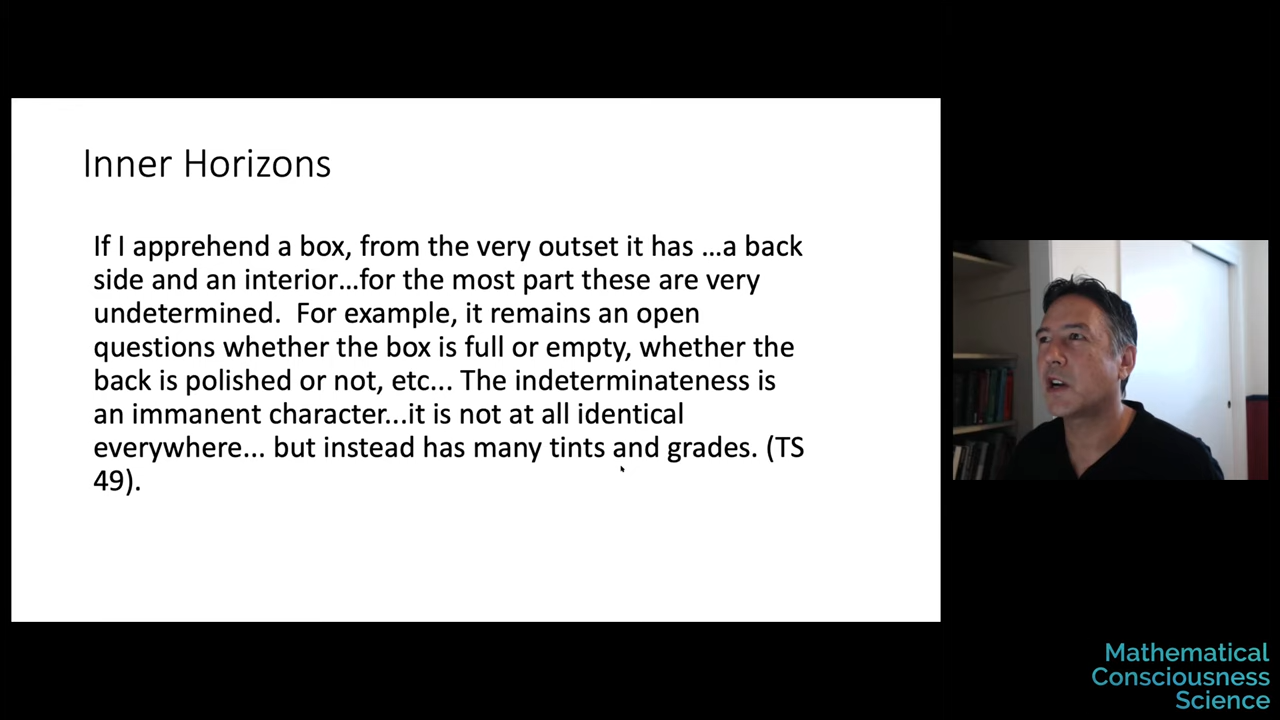 Inner Horizons
If I apprehend a box, from the very outset it has ...a back
side and an interior...for the most part these are very
undetermined.  For example, it remains an open
questions whether the box is full or empty, whether the
back is polished or not, etc... The indeterminateness is
an immanent character...it is not at all identical
everywhere... but instead has many tints and grades. (TS
49).
Mathematical
Consciousness
Science